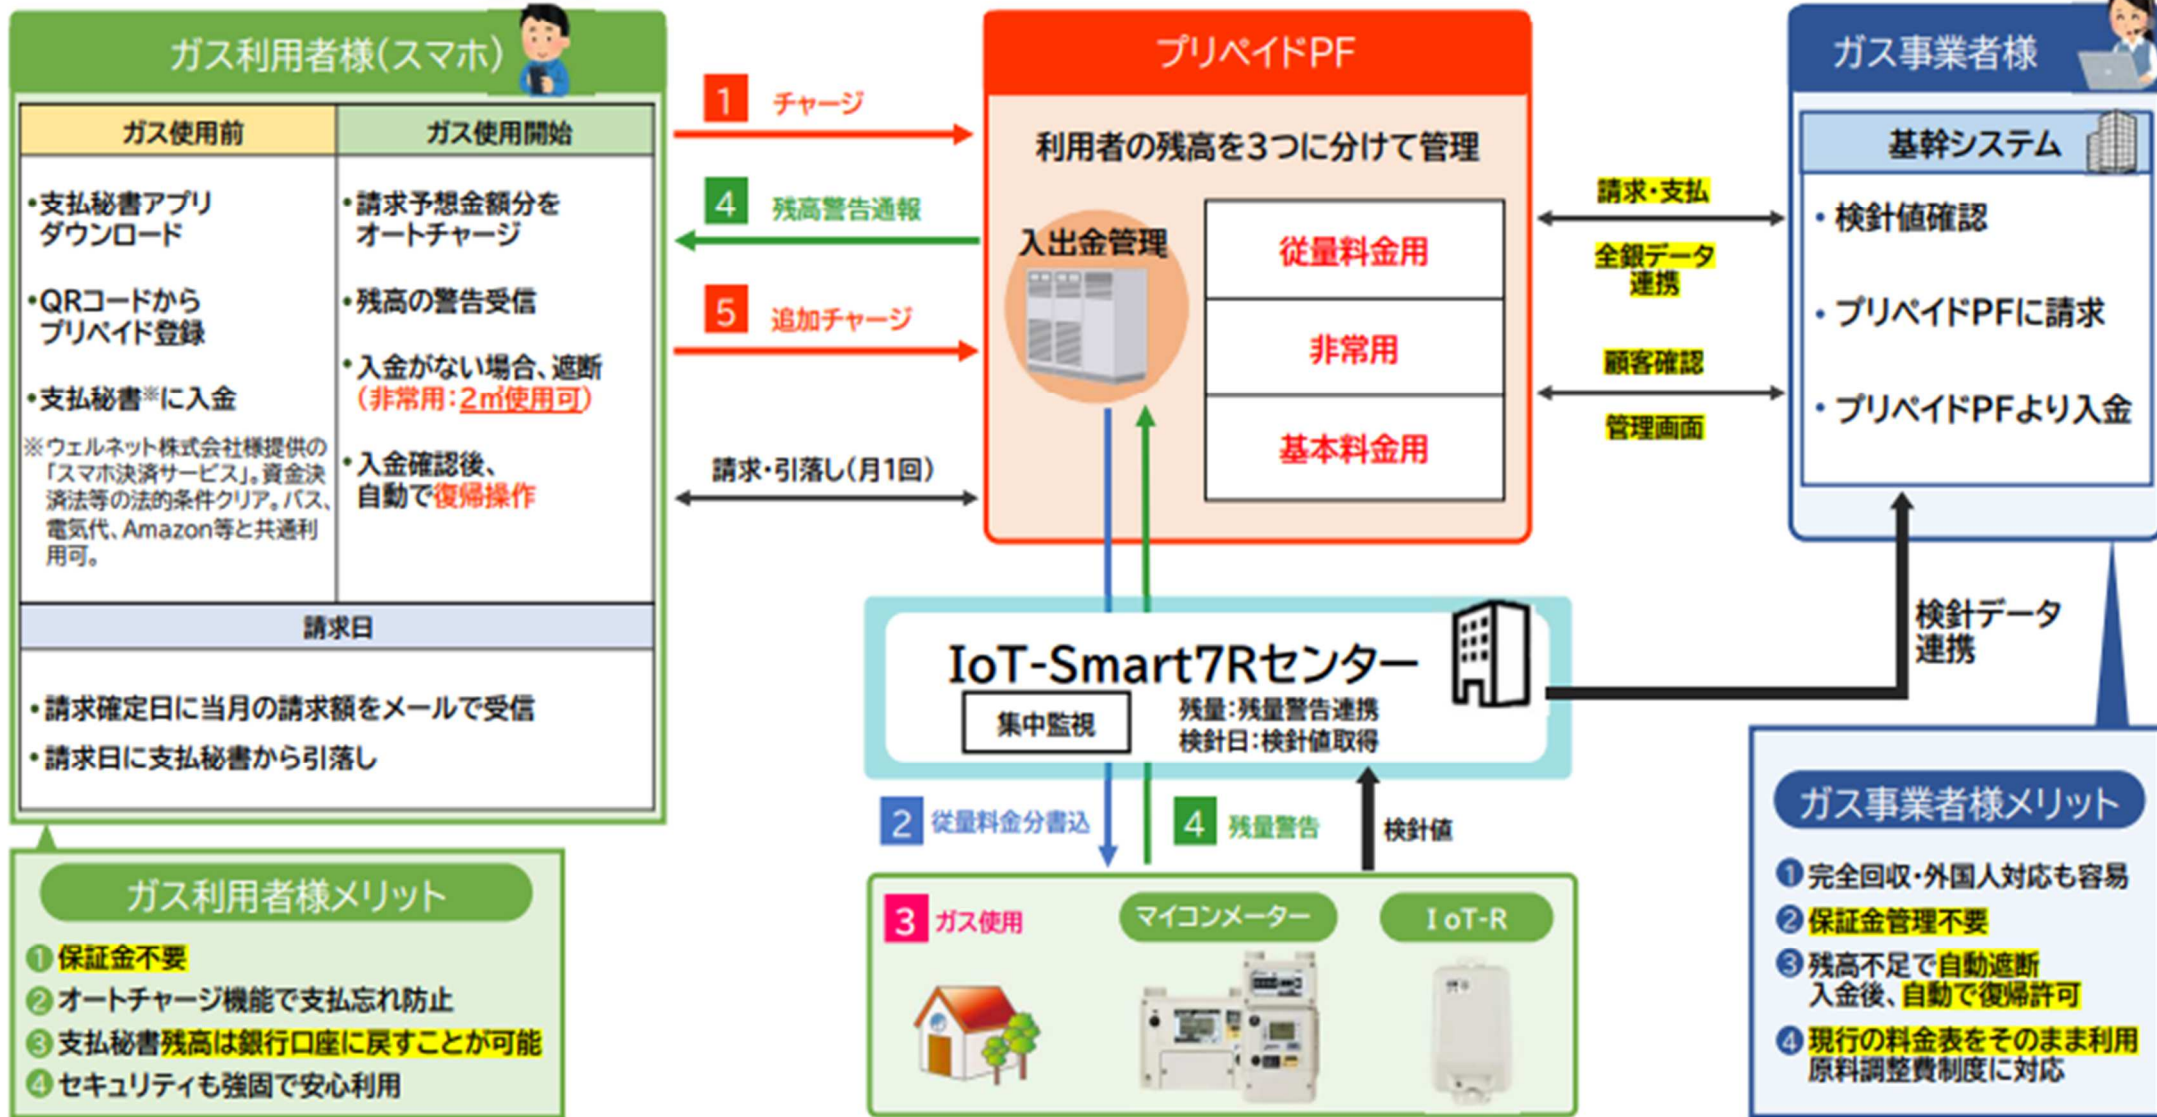 ガス利用者様(スマホ)
ガス使用前
・支払秘書アプリ
ダウンロード
・QRコードから
プリペイド登録
・支払秘書※に入金
※ウェルネット株式会社様提供の
「スマホ決済サービス」。資金決
済法等の法的条件クリア。バス、
電気代、Amazon等と共通利
用可。
ガス使用開始
・請求予想金額分を
オートチャージ
・残高の警告受信
・入金がない場合、遮断
(非常用:2㎥使用可)
・入金確認後、
自動で復帰操作
請求日
・請求確定日に当月の請求額をメールで受信
・請求日に支払秘書から引落し
ガス利用者様メリット
1 保証金不要
2 オートチャージ機能で支払忘れ防止
3 支払秘書残高は銀行口座に戻すことが可能
4 セキュリティも強固で安心利用
1 チャージ
4 残高警告通報
5 追加チャージ
請求・引落し(月1回)
プリペイドPF
利用者の残高を3つに分けて管理
入出金管理
従量料金用
非常用
基本料金用
請求・支払
全銀データ
連携
顧客確認
管理画面
ガス事業者様
基幹システム
・検針値確認
・プリペイドPFに請求
・プリペイドPFより入金
検針データ
連携
IoT-Smart7Rセンター
集中監視
残量:残量警告連携
検針日:検針値取得
2 従量料金分書込
4 残量警告
検針値
3 ガス使用
マイコンメーター
IoT-R
ガス事業者様メリット
1 完全回収・外国人対応も容易
2 保証金管理不要
3 残高不足で自動遮断
入金後、自動で復帰許可
4 現行の料金表をそのまま利用
原料調整費制度に対応